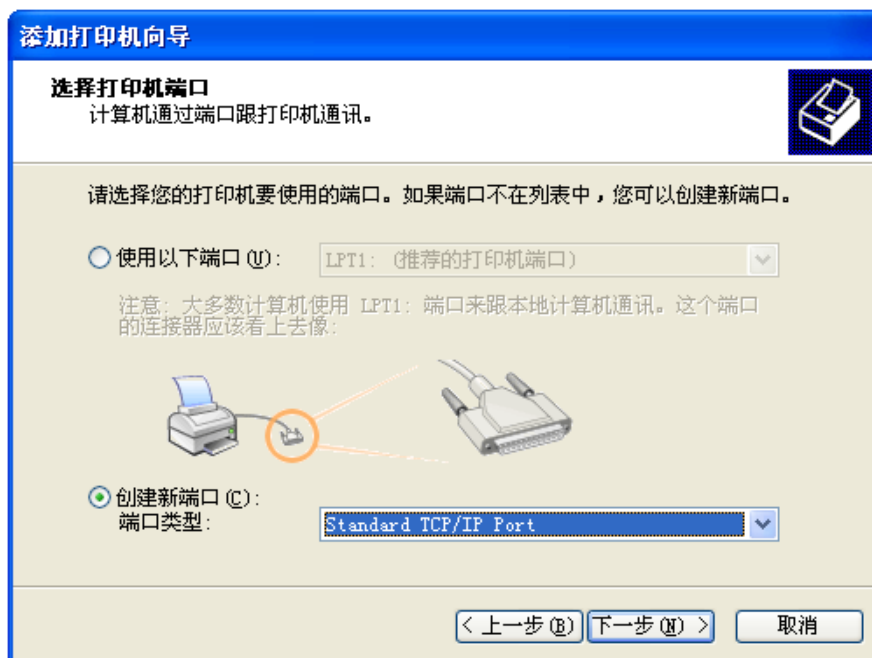 添加打印机向导
选择打印机端口
计算机通过端口跟打印机通讯。
请选择您的打印机要使用的端口。如果端口不在列表中，您可以创建新端口。
使用以下端口(U): LPT1: (推荐的打印机端口)
注意: 大多数计算机使用 LPT1: 端口来跟本地计算机通讯。这个端口
的连接器应该看上去像:
创建新端口(C):
端口类型: Standard TCP/IP Port
< 上一步(B) 下一步(N) > 取消